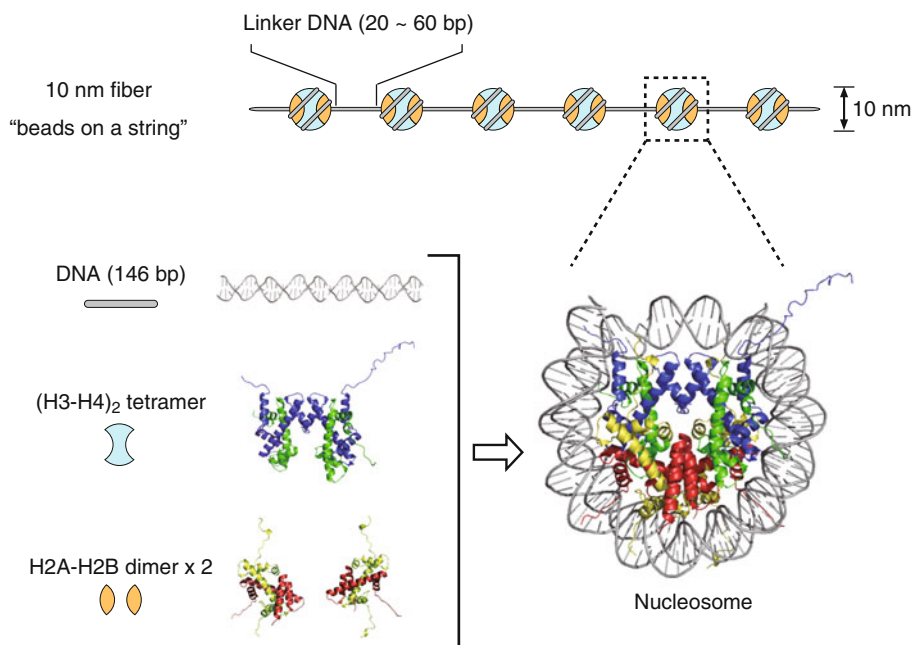 Linker DNA (20 ~ 60 bp)
10 nm fiber
“beads on a string”
10 nm
DNA (146 bp)
(H3-H4)₂ tetramer
H2A-H2B dimer x 2
Nucleosome